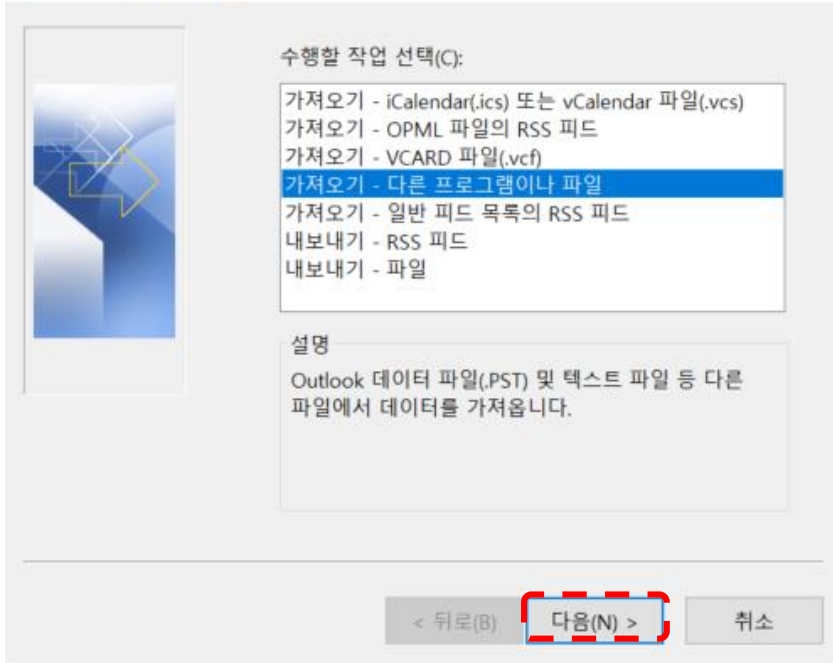 수행할 작업 선택(C):
가져오기 - iCalendar(.ics) 또는 vCalendar 파일(.vcs)
가져오기 - OPML 파일의 RSS 피드
가져오기 - VCARD 파일(.vcf)
가져오기 - 다른 프로그램이나 파일
가져오기 - 일반 피드 목록의 RSS 피드
내보내기 - RSS 피드
내보내기 - 파일
설명
Outlook 데이터 파일(.PST) 및 텍스트 파일 등 다른
파일에서 데이터를 가져옵니다.
< 뒤로(B) 다음(N) > 취소